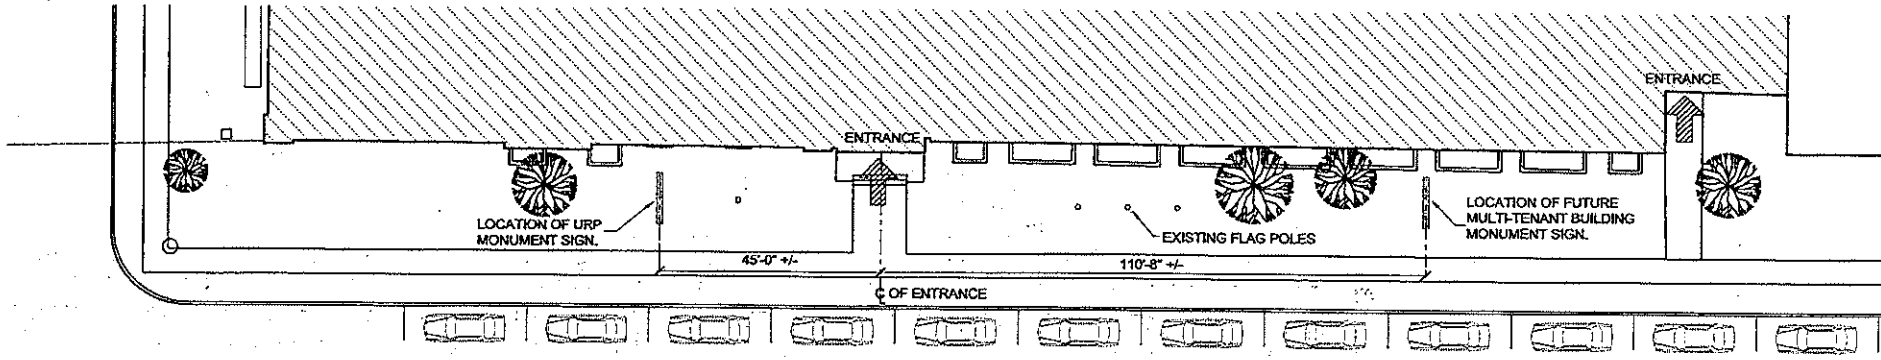 ENTRANCE
ENTRANCE
LOCATION OF URP
MONUMENT SIGN.
EXISTING FLAG POLES
LOCATION OF FUTURE
MULTI-TENANT BUILDING
MONUMENT SIGN.
45'-0" +/-
110'-8" +/-
℄ OF ENTRANCE